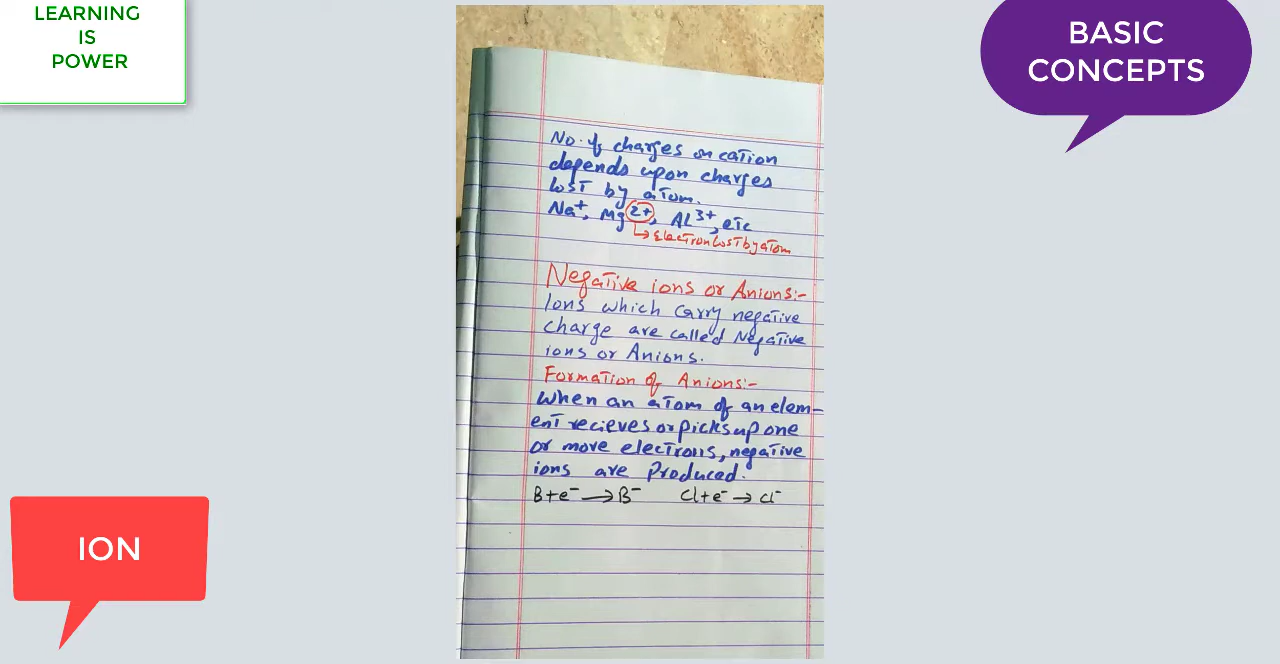 LEARNING
IS
POWER
BASIC
CONCEPTS
No. of charges on cation
depends upon charges
lost by atom.
Na⁺, Mg²⁺, Al³⁺, etc
↳ electron lost by atom
Negative ions or Anions:-
Ions which carry negative
charge are called Negative
ions or Anions.
Formation of Anions:-
When an atom of an elem-
ent recieves or picks up one
or more electrons, negative
ions are produced.
B+e⁻ → B⁻ Cl+e⁻ → Cl⁻
ION